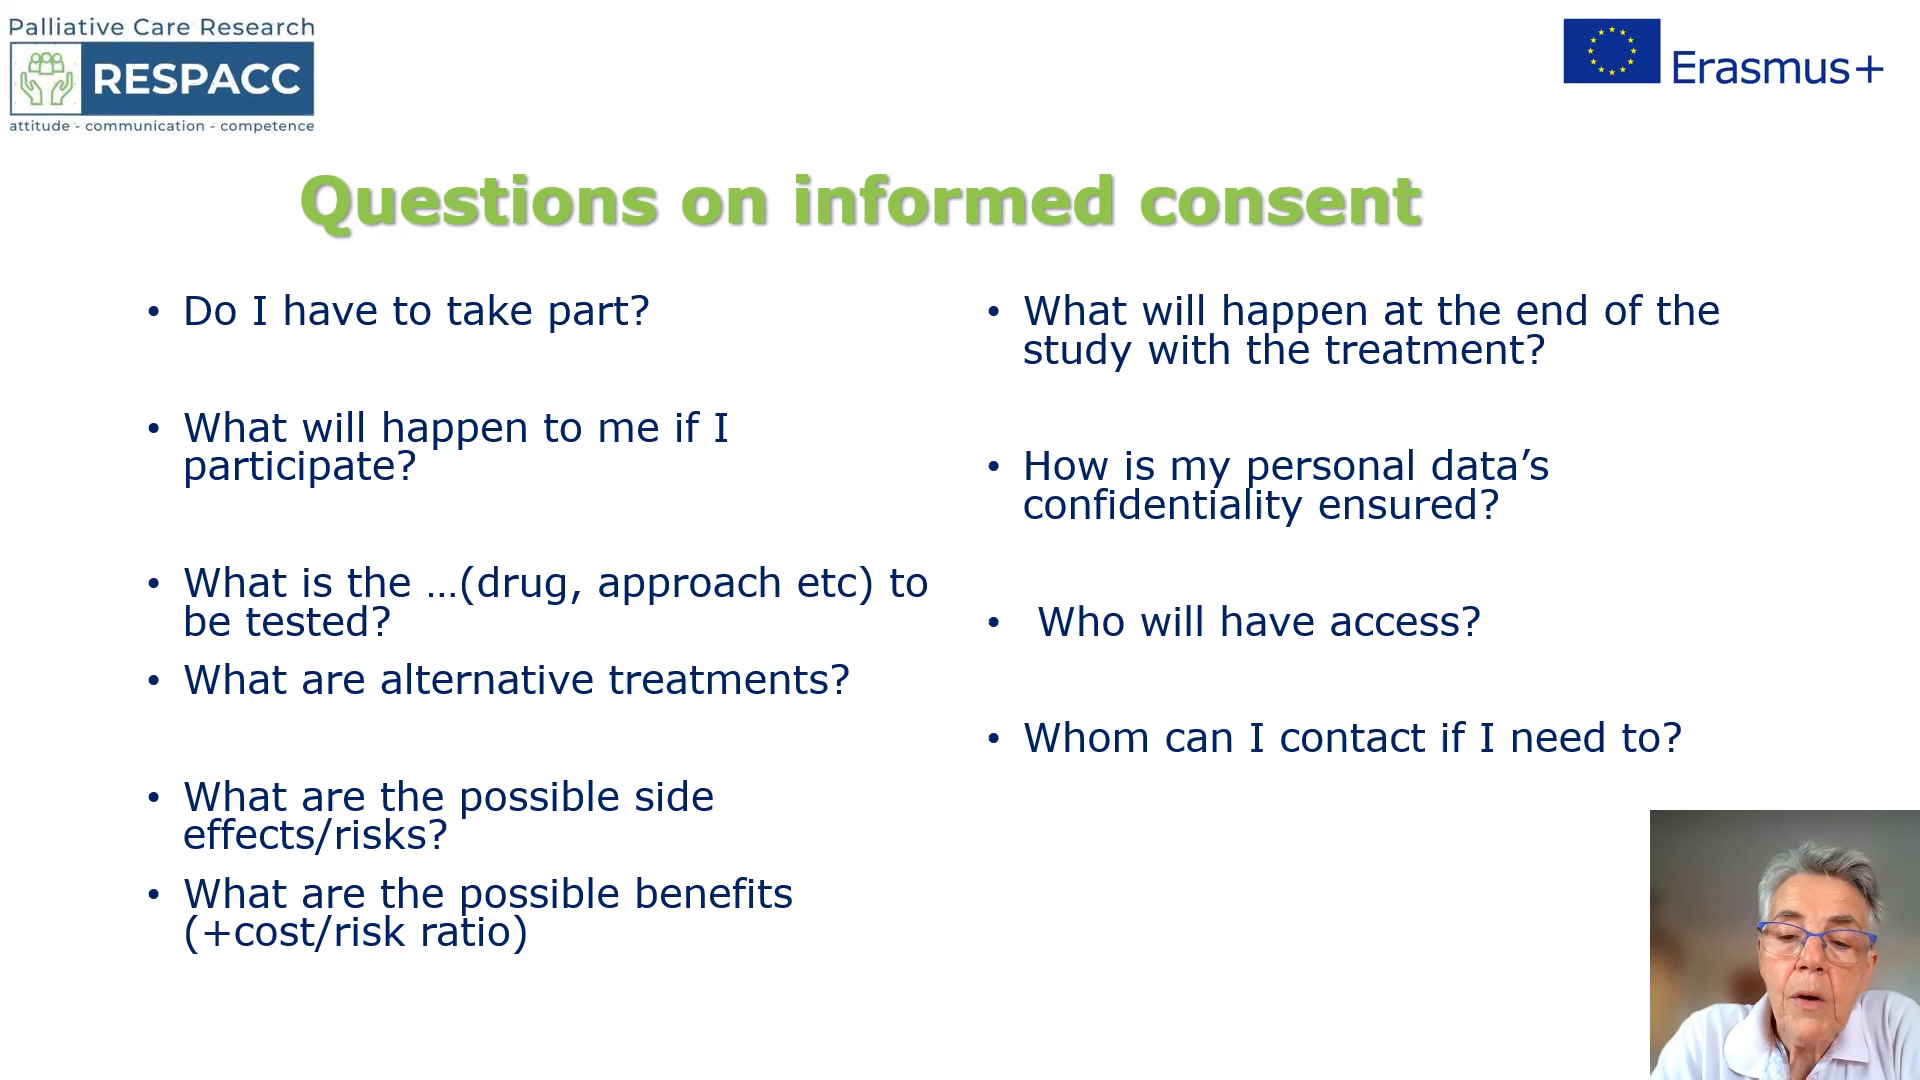 Palliative Care Research
RESPACC
attitude - communication - competence
Erasmus+
Questions on informed consent
• Do I have to take part?
• What will happen to me if I
participate?
• What is the …(drug, approach etc) to
be tested?
• What are alternative treatments?
• What are the possible side
effects/risks?
• What are the possible benefits
(+cost/risk ratio)
• What will happen at the end of the
study with the treatment?
• How is my personal data’s
confidentiality ensured?
• Who will have access?
• Whom can I contact if I need to?